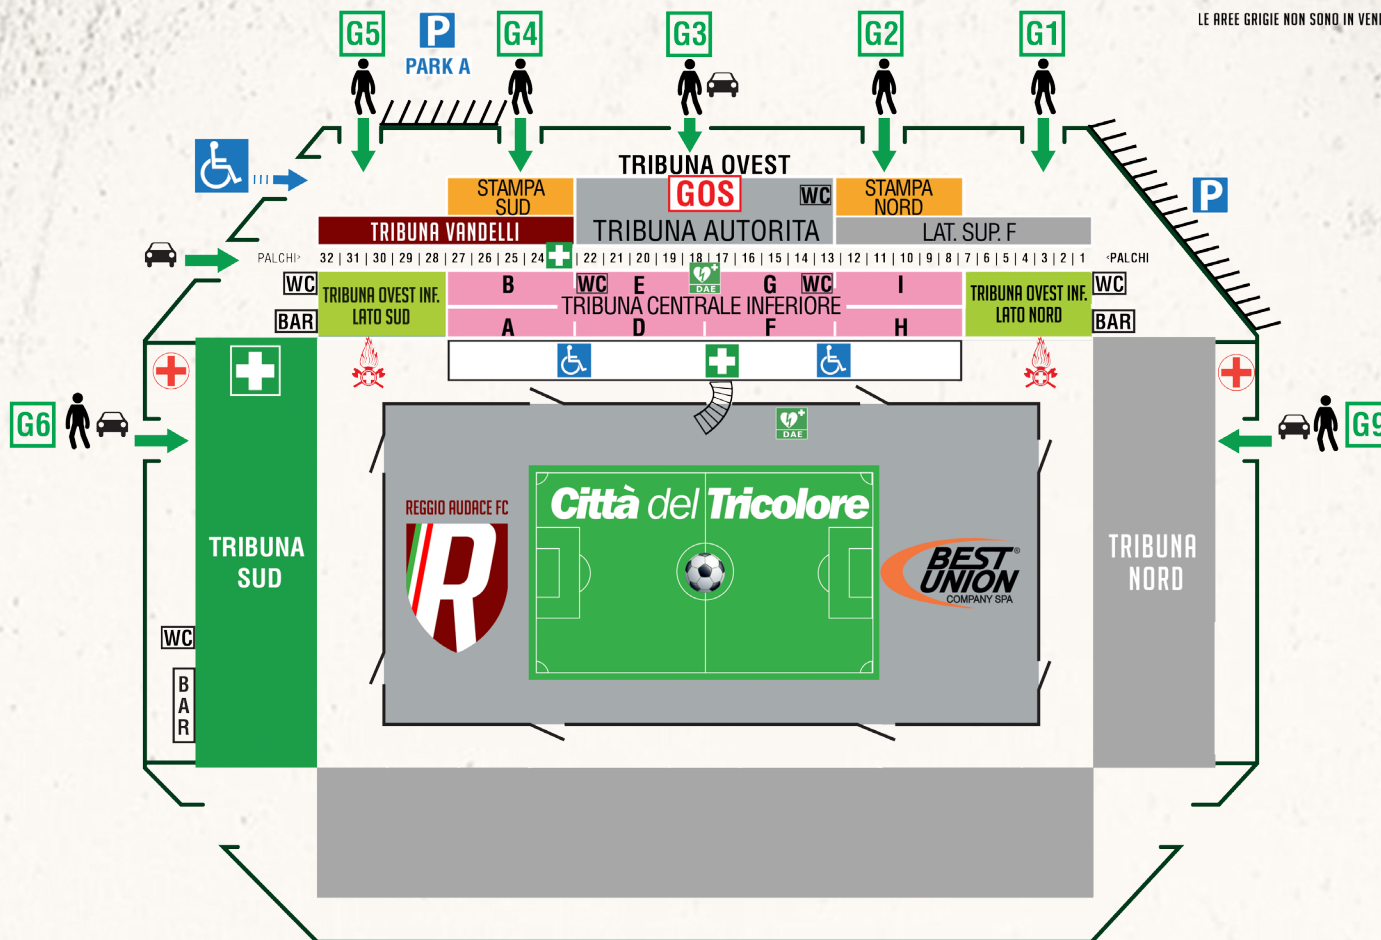 LE AREE GRIGIE NON SONO IN
G5
P
PARK A
G4
G3
G2
G1
P
TRIBUNA OVEST
STAMPA
SUD
GOS
WC
STAMPA
NORD
TRIBUNA VANDELLI
TRIBUNA AUTORITA
LAT. SUP. F
PALCHI>
32 | 31 | 30 | 29 | 28 | 27 | 26 | 25 | 24
| 22 | 21 | 20 | 19 | 18 | 17 | 16 | 15 | 14 | 13 | 12 | 11 | 10 | 9 | 8 | 7 | 6 | 5 | 4 | 3 | 2 | 1
<PALCHI
WC
TRIBUNA OVEST INF.
LATO SUD
BAR
B
WC
E
DAE
G
WC
I
TRIBUNA CENTRALE INFERIORE
A
D
F
H
TRIBUNA OVEST INF.
LATO NORD
WC
BAR
G6
G9
DAE
REGGIO AUDACE FC
R
Città del Tricolore
BEST
UNION®
COMPANY SPA
TRIBUNA
SUD
TRIBUNA
NORD
WC
BAR